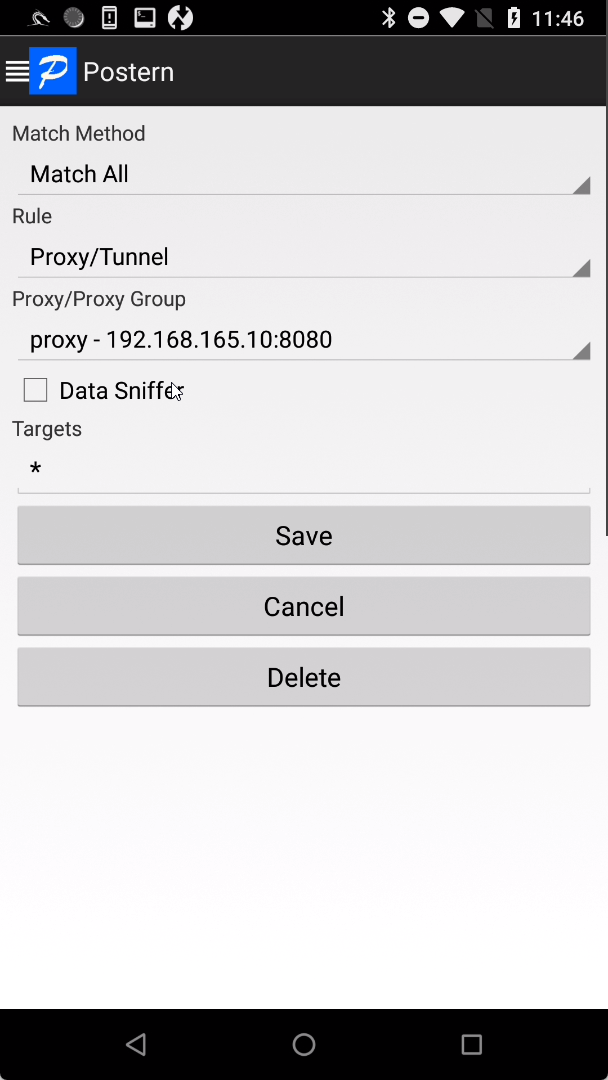 11:46
Postern
Match Method
Match All
Rule
Proxy/Tunnel
Proxy/Proxy Group
proxy - 192.168.165.10:8080
Data Sniffer
Targets
*
Save
Cancel
Delete